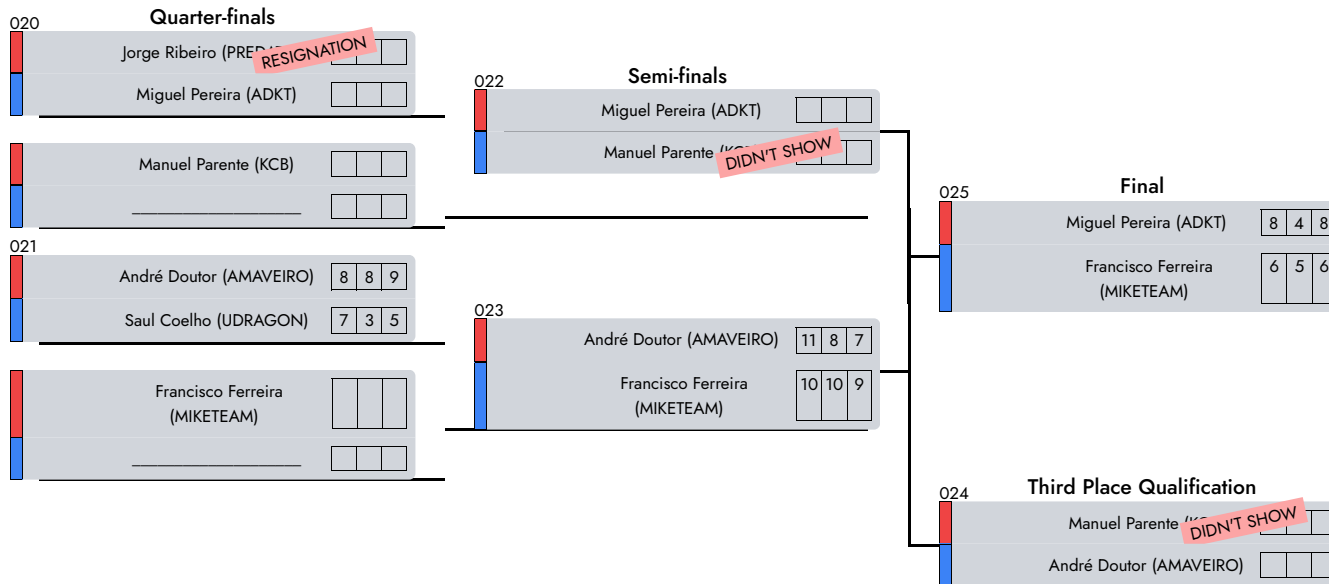 Quarter-finals
020
Jorge Ribeiro (PRED
RESIGNATION
Miguel Pereira (ADKT)
Manuel Parente (KCB)
____________________
021
André Doutor (AMAVEIRO) 8 8 9
Saul Coelho (UDRAGON) 7 3 5
Francisco Ferreira
(MIKETEAM)
____________________
Semi-finals
022
Miguel Pereira (ADKT)
Manuel Parente
DIDN'T SHOW
023
André Doutor (AMAVEIRO) 11 8 7
Francisco Ferreira 10 10 9
(MIKETEAM)
Final
025
Miguel Pereira (ADKT) 8 4 8
Francisco Ferreira 6 5 6
(MIKETEAM)
Third Place Qualification
024
Manuel Parente
DIDN'T SHOW
André Doutor (AMAVEIRO)